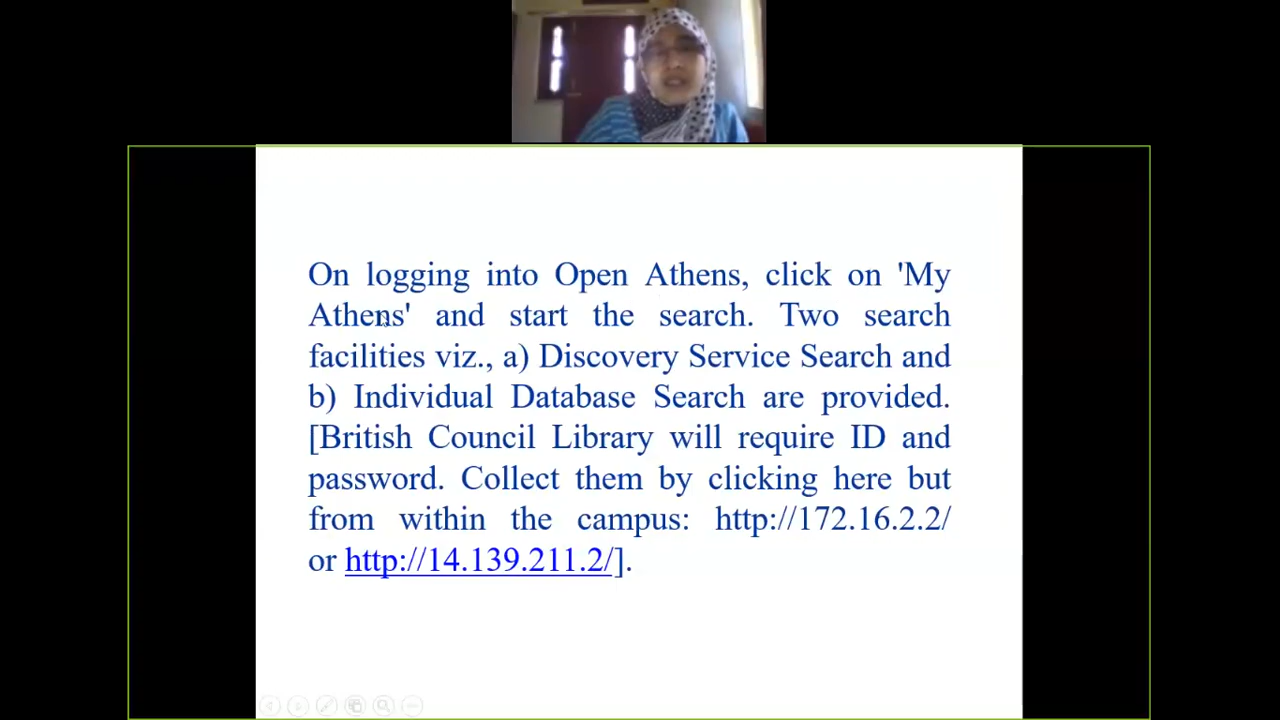 On logging into Open Athens, click on 'My
Athens' and start the search. Two search
facilities viz., a) Discovery Service Search and
b) Individual Database Search are provided.
[British Council Library will require ID and
password. Collect them by clicking here but
from within the campus: http://172.16.2.2/
or http://14.139.211.2/].